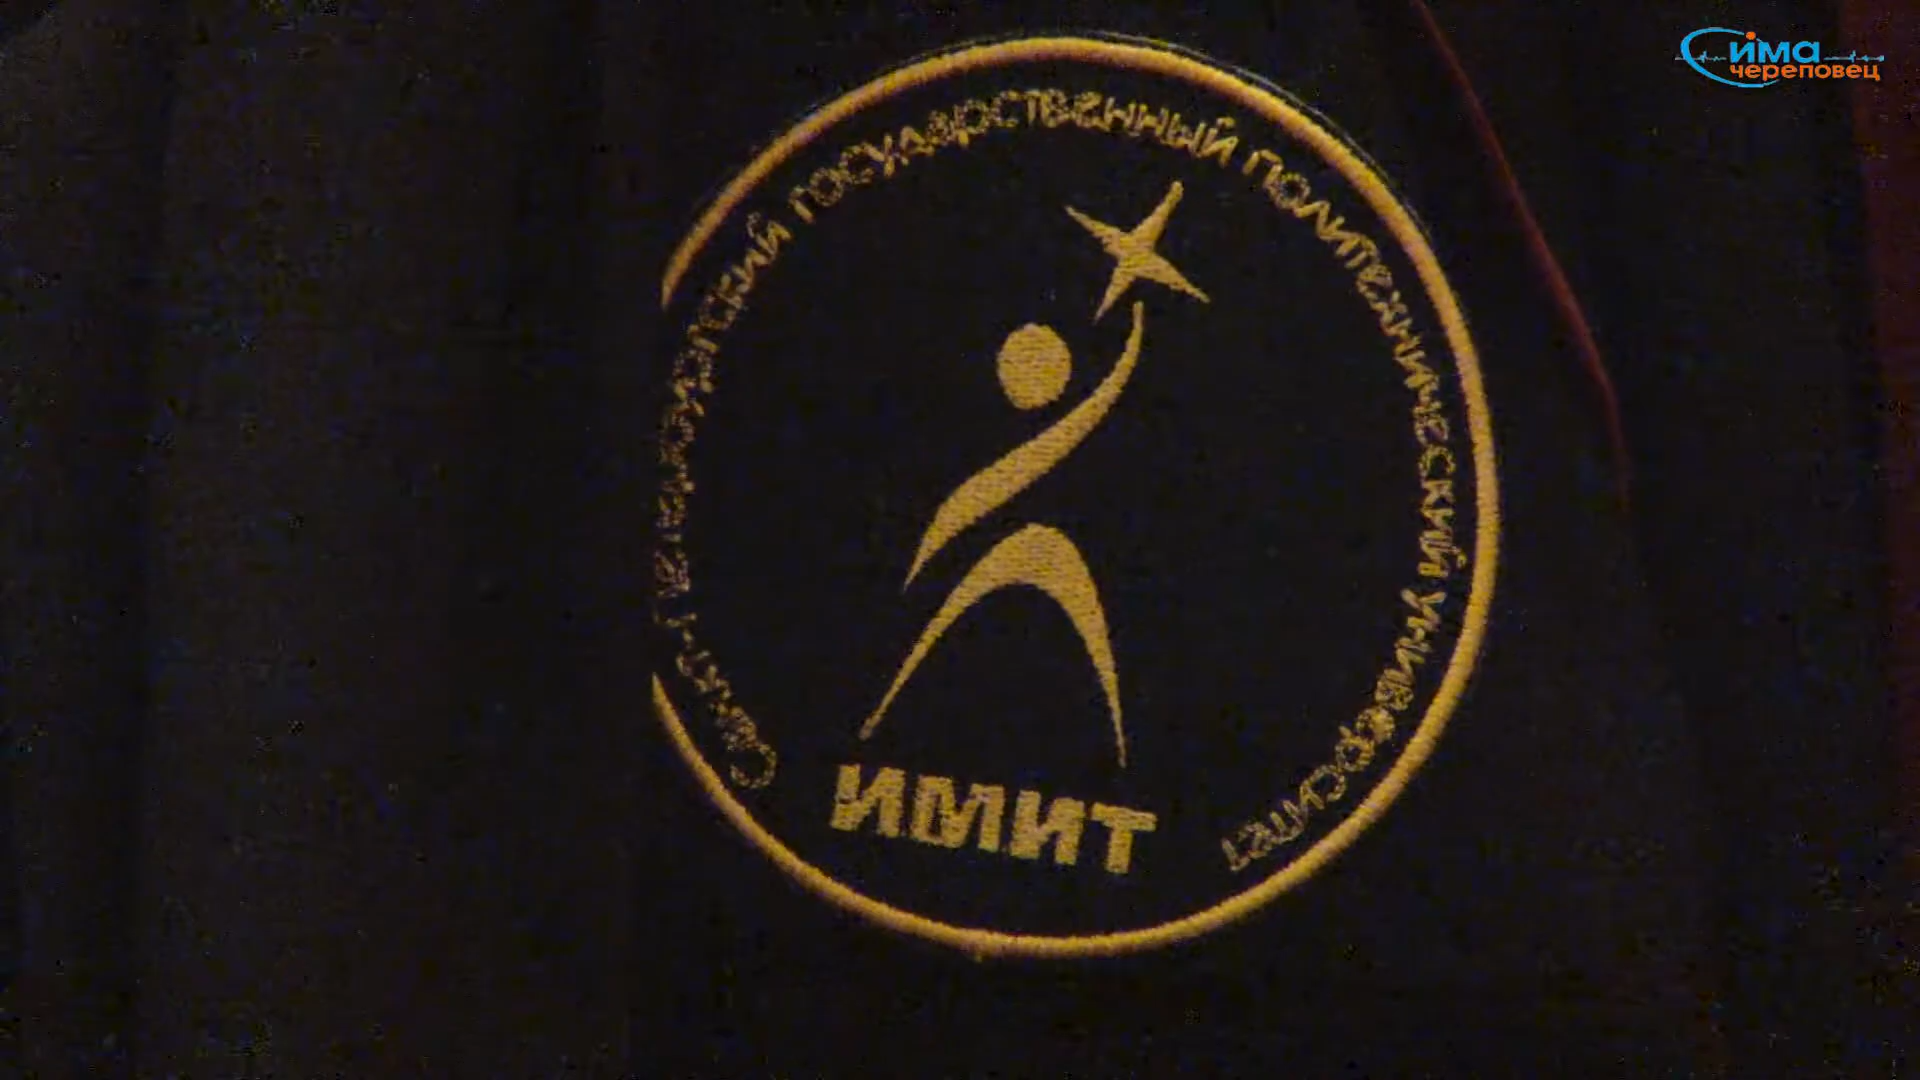 Санкт-Петербургский государственный политехнический университет
ИМИТ
Сима
череповец